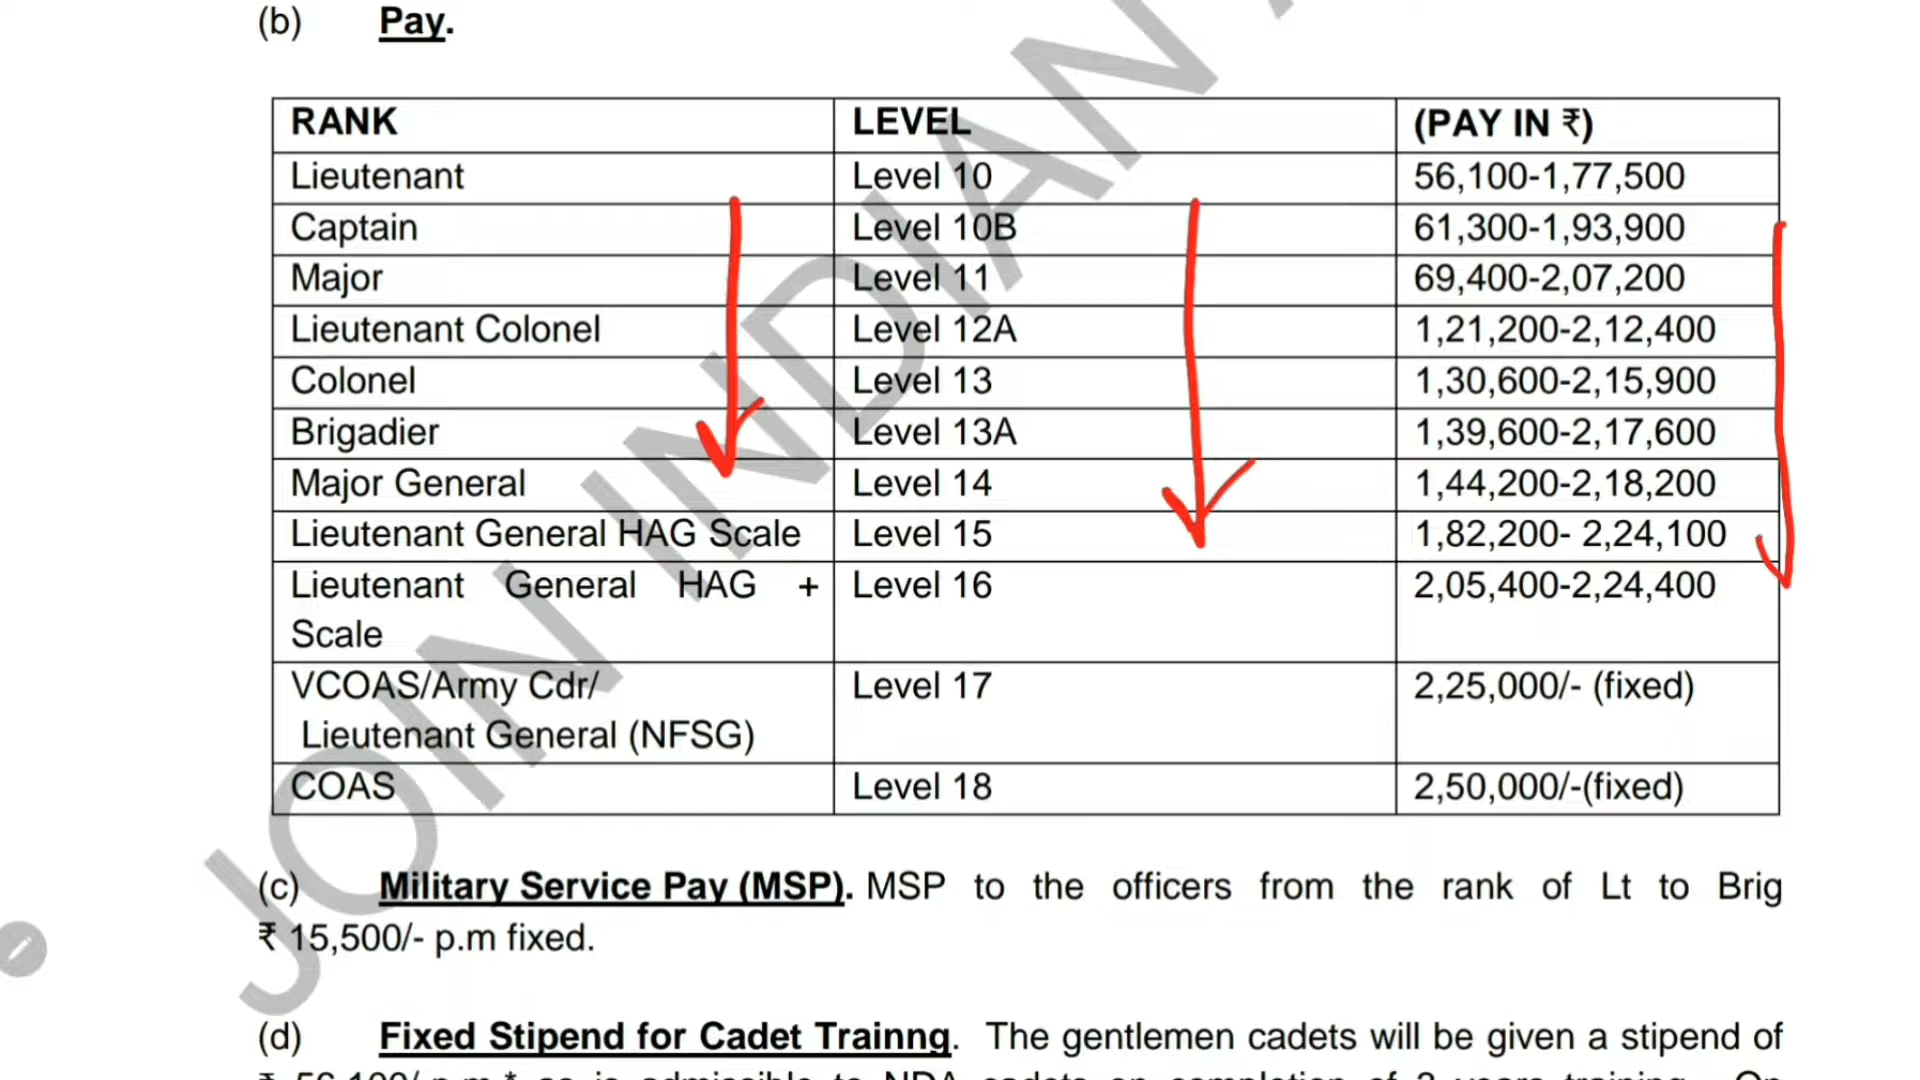 (b) Pay.
RANK LEVEL (PAY IN ₹)
Lieutenant Level 10 56,100-1,77,500
Captain Level 10B 61,300-1,93,900
Major Level 11 69,400-2,07,200
Lieutenant Colonel Level 12A 1,21,200-2,12,400
Colonel Level 13 1,30,600-2,15,900
Brigadier Level 13A 1,39,600-2,17,600
Major General Level 14 1,44,200-2,18,200
Lieutenant General HAG Scale Level 15 1,82,200- 2,24,100
Lieutenant General HAG + Level 16 2,05,400-2,24,400
Scale
VCOAS/Army Cdr/ Level 17 2,25,000/- (fixed)
Lieutenant General (NFSG)
COAS Level 18 2,50,000/-(fixed)
(c) Military Service Pay (MSP). MSP to the officers from the rank of Lt to Brig
₹ 15,500/- p.m fixed.
(d) Fixed Stipend for Cadet Trainng. The gentlemen cadets will be given a stipend of
JOIN INDIAN